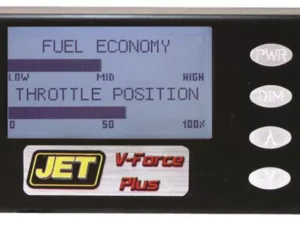 FUEL ECONOMY
LOW MID HIGH
THROTTLE POSITION
0 50 100%
JET V-Force
Plus
PWR
DIM